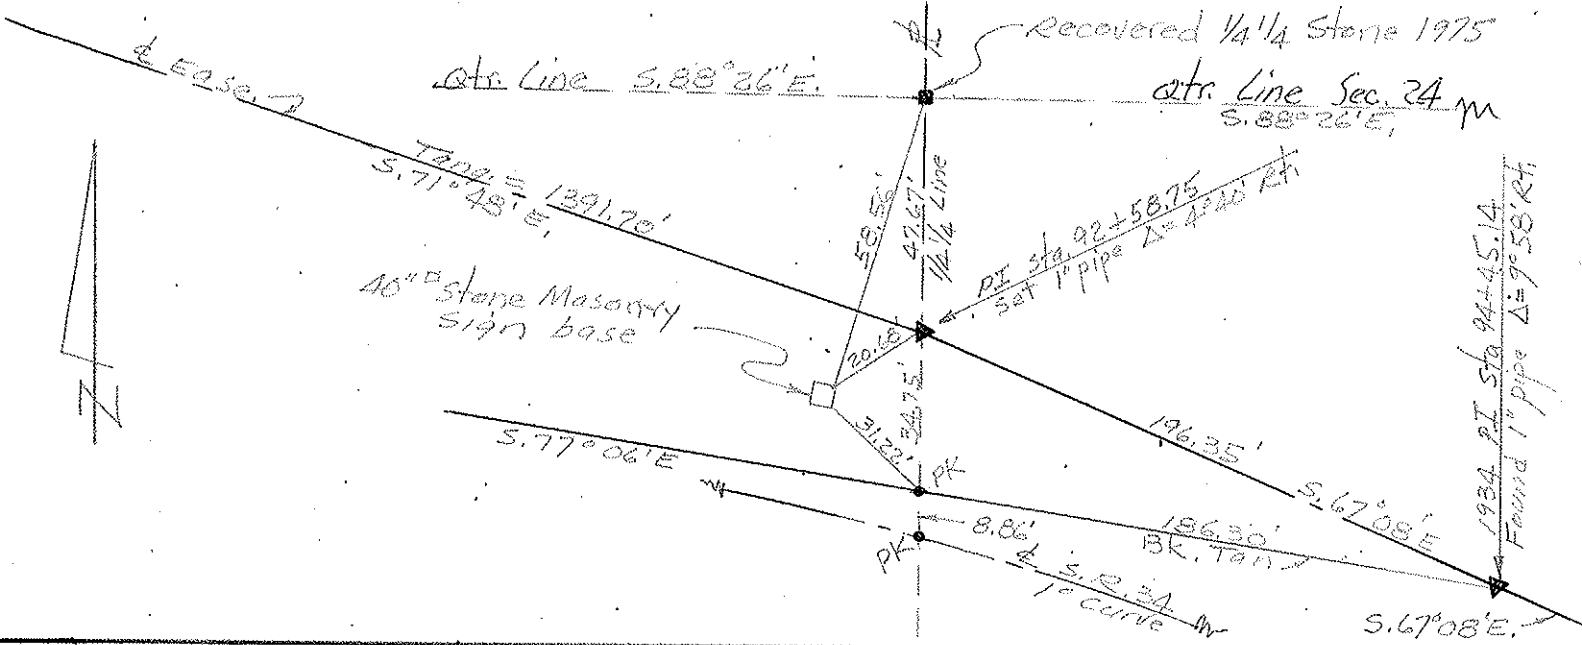 Recovered 1/4 1/4 Stone 1975
℄ Ease.
Qtr. Line S.88°26'E.
Qtr. Line Sec. 24
S.88°26'E.
Tang. = 1391.70'
S.71°48'E.
58.56'
47.67'
1/4 1/4 Line
P.I. Sta. 92+58.75
Set 1" pipe Δ=4°40' Rt.
1934 P.I. Sta 94+45.14
Found 1" pipe Δ=9°58' Rt.
40"□ Stone Masonry
Sign base
20.68'
34.75'
31.22'
196.35'
S.67°08'E
S.77°06'E
PK
8.86'
186.30'
BK. Tan
PK
℄ S.R. 34
1° Curve
S.67°08'E.
N